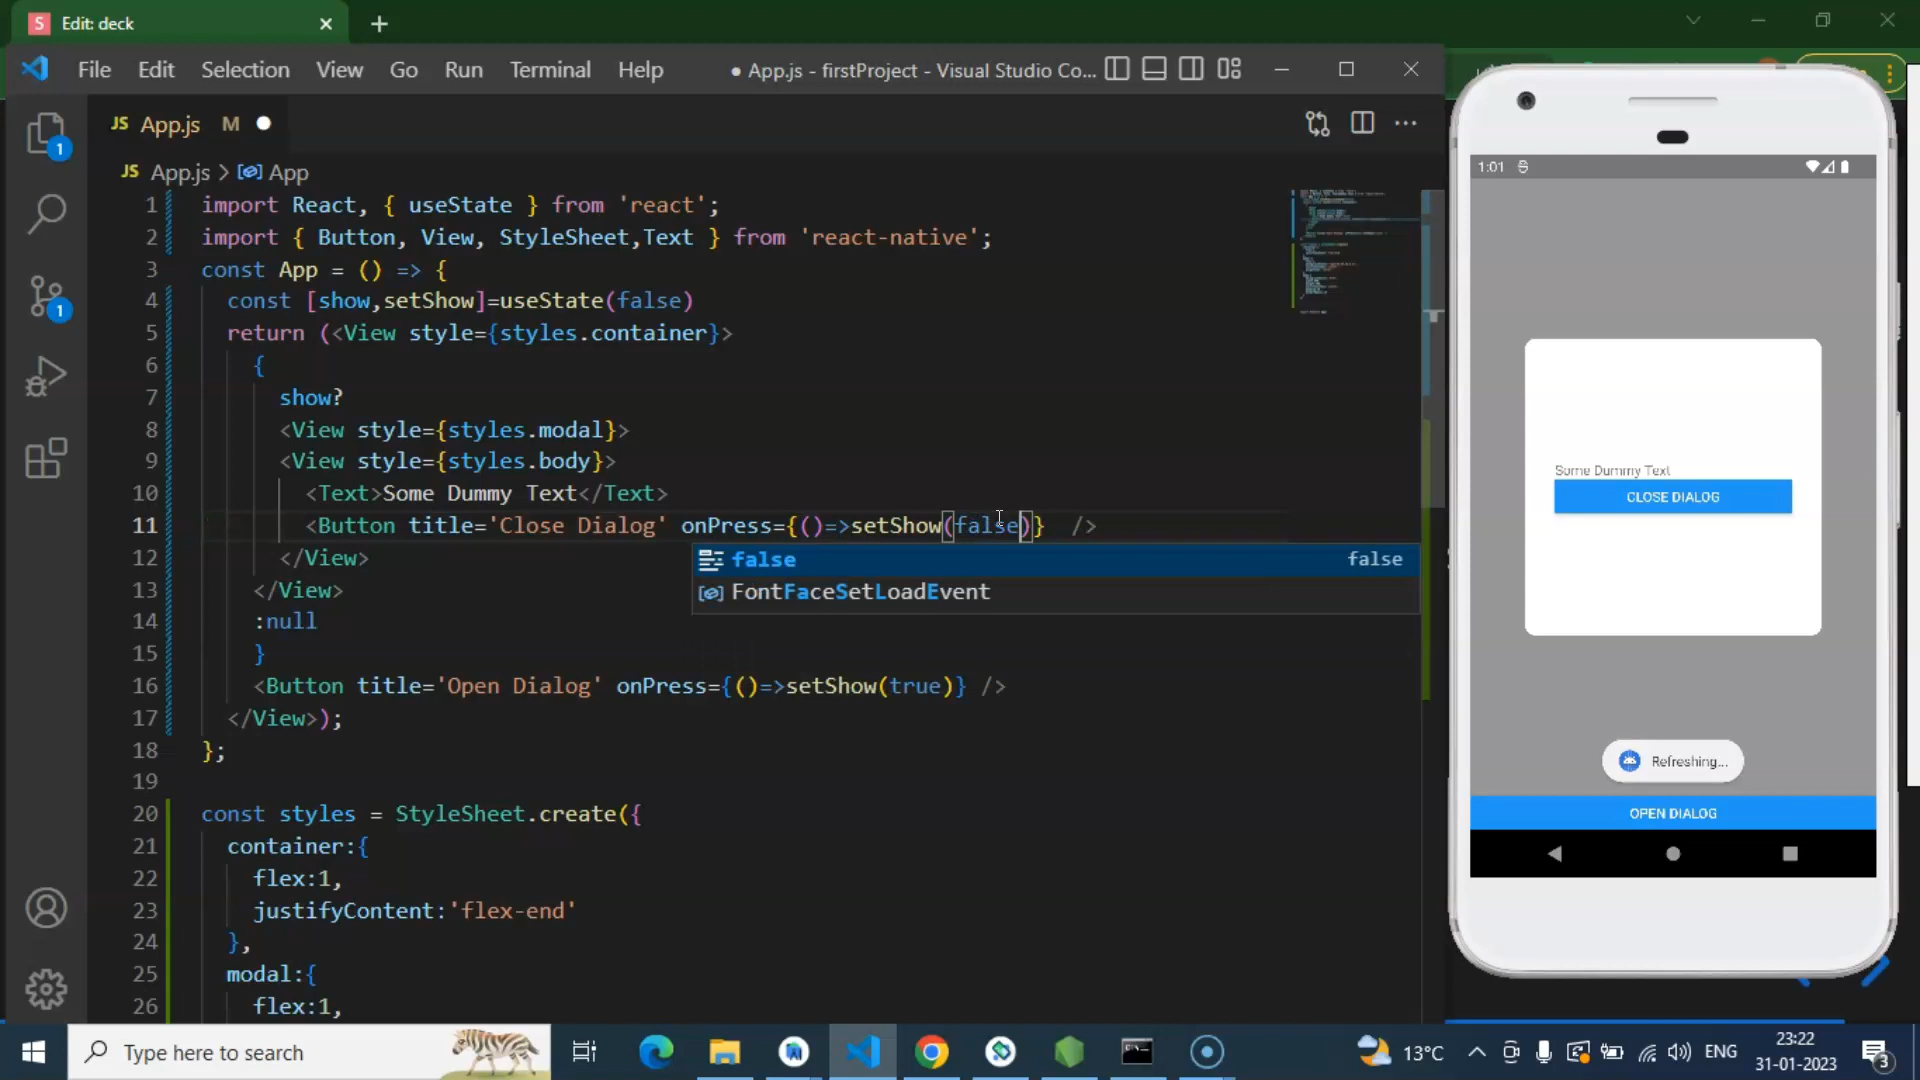 S Edit: deck
File Edit Selection View Go Run Terminal Help
● App.js - firstProject - Visual Studio Co...
JS App.js M
JS App.js > App
1 import React, { useState } from 'react';
2 import { Button, View, StyleSheet,Text } from 'react-native';
3 const App = () => {
4 const [show,setShow]=useState(false)
5 return (<View style={styles.container}>
6 {
7 show?
8 <View style={styles.modal}>
9 <View style={styles.body}>
10 <Text>Some Dummy Text</Text>
11 <Button title='Close Dialog' onPress={()=>setShow(false)} />
false false
FontFaceSetLoadEvent
12 </View>
13 </View>
14 :null
15 }
16 <Button title='Open Dialog' onPress={()=>setShow(true)} />
17 </View>);
18 };
19
20 const styles = StyleSheet.create({
21 container:{
22 flex:1,
23 justifyContent:'flex-end'
24 },
25 modal:{
26 flex:1,
1
1
1:01
Some Dummy Text
CLOSE DIALOG
Refreshing...
OPEN DIALOG
Type here to search
13°C
ENG
23:22
31-01-2023
3